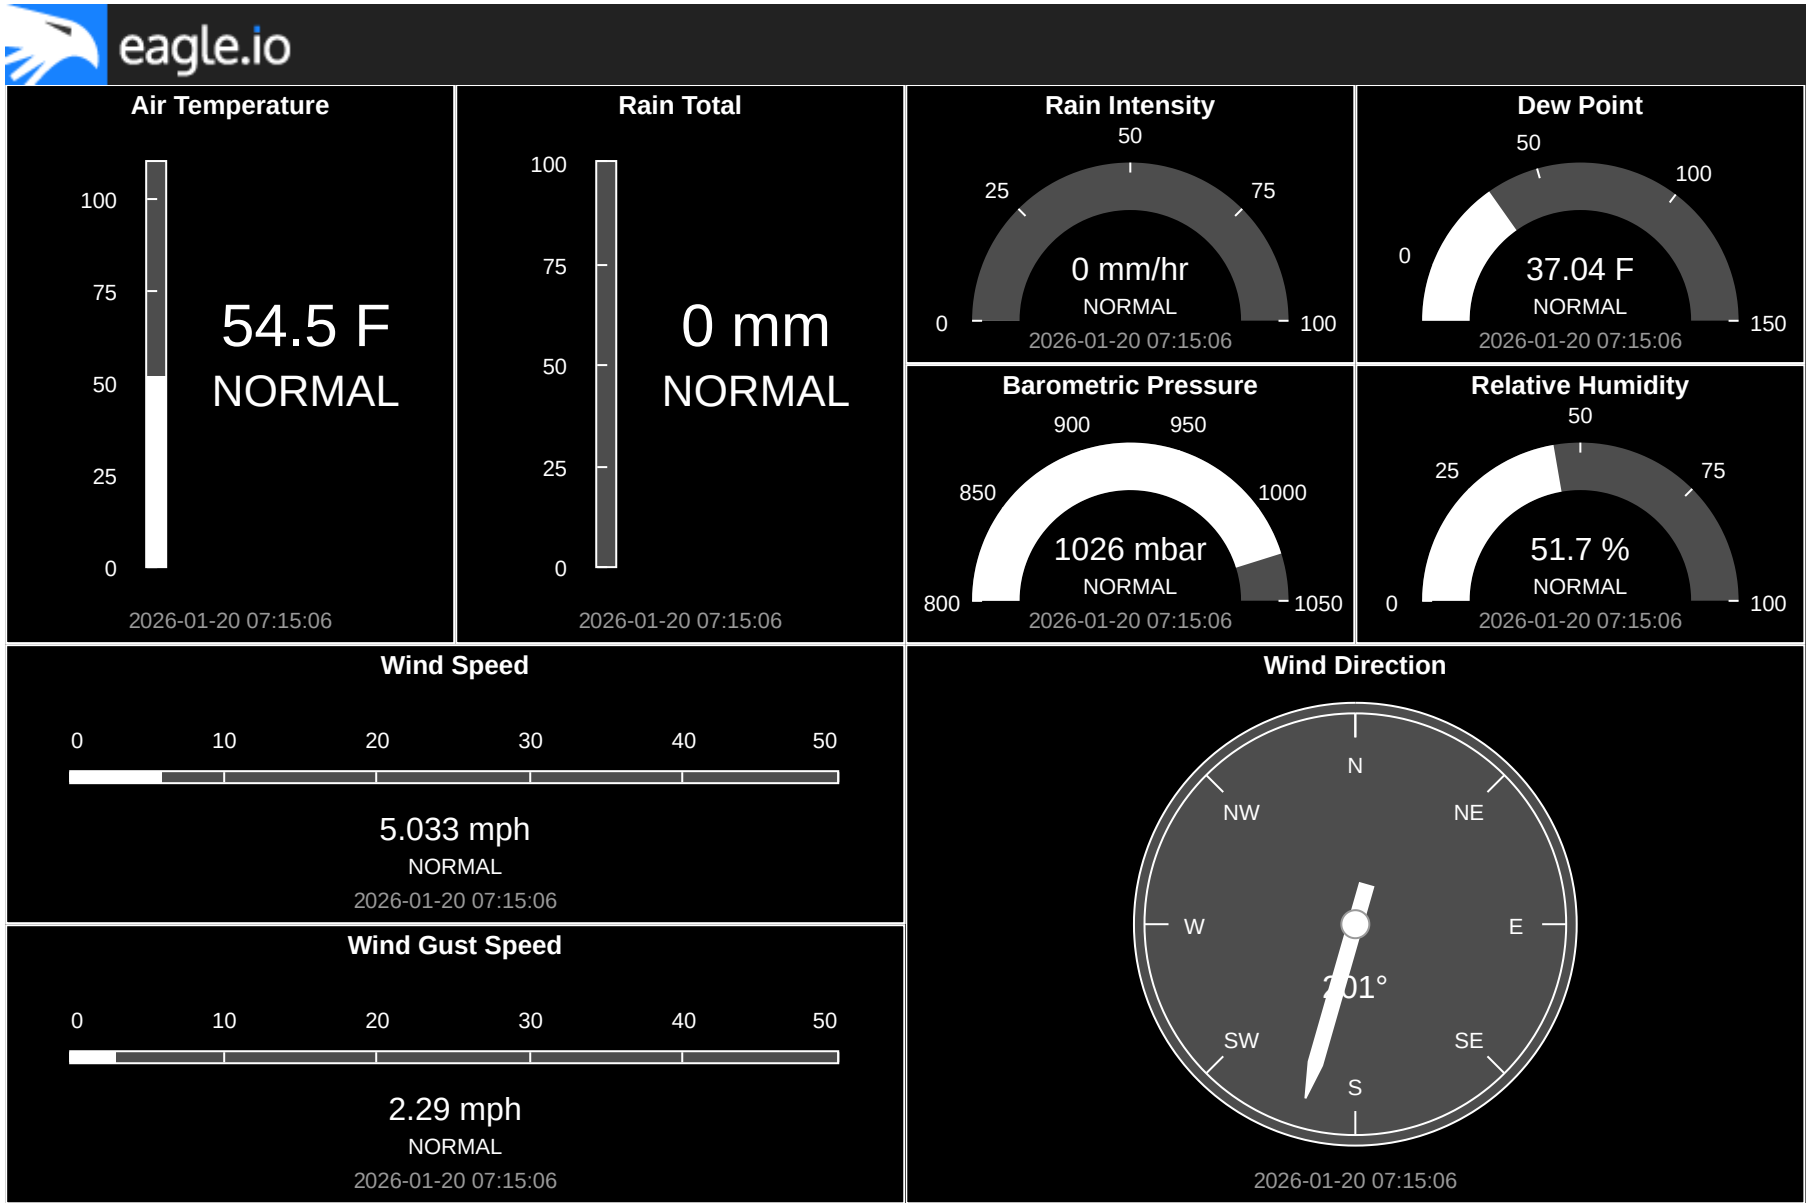 eagle.io
Air Temperature
100
75
50
25
0
54.5 F
NORMAL
2026-01-20 07:15:06
Rain Total
100
75
50
25
0
0 mm
NORMAL
2026-01-20 07:15:06
Rain Intensity
0
25
50
75
100
0 mm/hr
NORMAL
2026-01-20 07:15:06
Dew Point
0
50
100
150
37.04 F
NORMAL
2026-01-20 07:15:06
Barometric Pressure
800
850
900
950
1000
1050
1026 mbar
NORMAL
2026-01-20 07:15:06
Relative Humidity
0
25
50
75
100
51.7 %
NORMAL
2026-01-20 07:15:06
Wind Speed
0 10 20 30 40 50
5.033 mph
NORMAL
2026-01-20 07:15:06
Wind Gust Speed
0 10 20 30 40 50
2.29 mph
NORMAL
2026-01-20 07:15:06
Wind Direction
N
NW NE
W E
201°
SW SE
S
2026-01-20 07:15:06